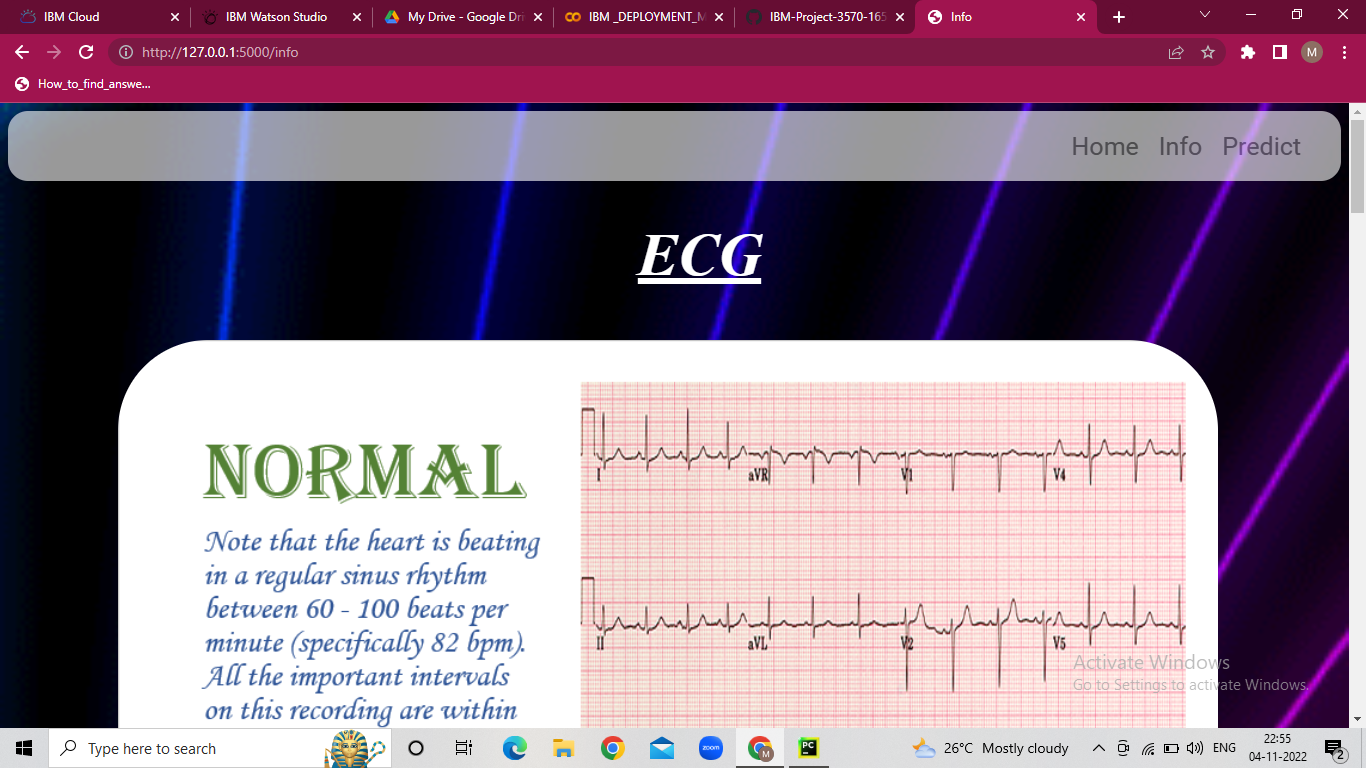 IBM Cloud
IBM Watson Studio
My Drive - Google Dri
IBM _DEPLOYMENT_M
IBM-Project-3570-165
Info
http://127.0.0.1:5000/info
M
How_to_find_answe...
Home Info Predict
ECG
NORMAL
Note that the heart is beating
in a regular sinus rhythm
between 60 - 100 beats per
minute (specifically 82 bpm).
All the important intervals
on this recording are within
I aVR V1 V4
II aVL V2 V5
Activate Windows
Go to Settings to activate Windows.
Type here to search
zoom
M
PC
26°C Mostly cloudy
ENG
22:55
04-11-2022
2